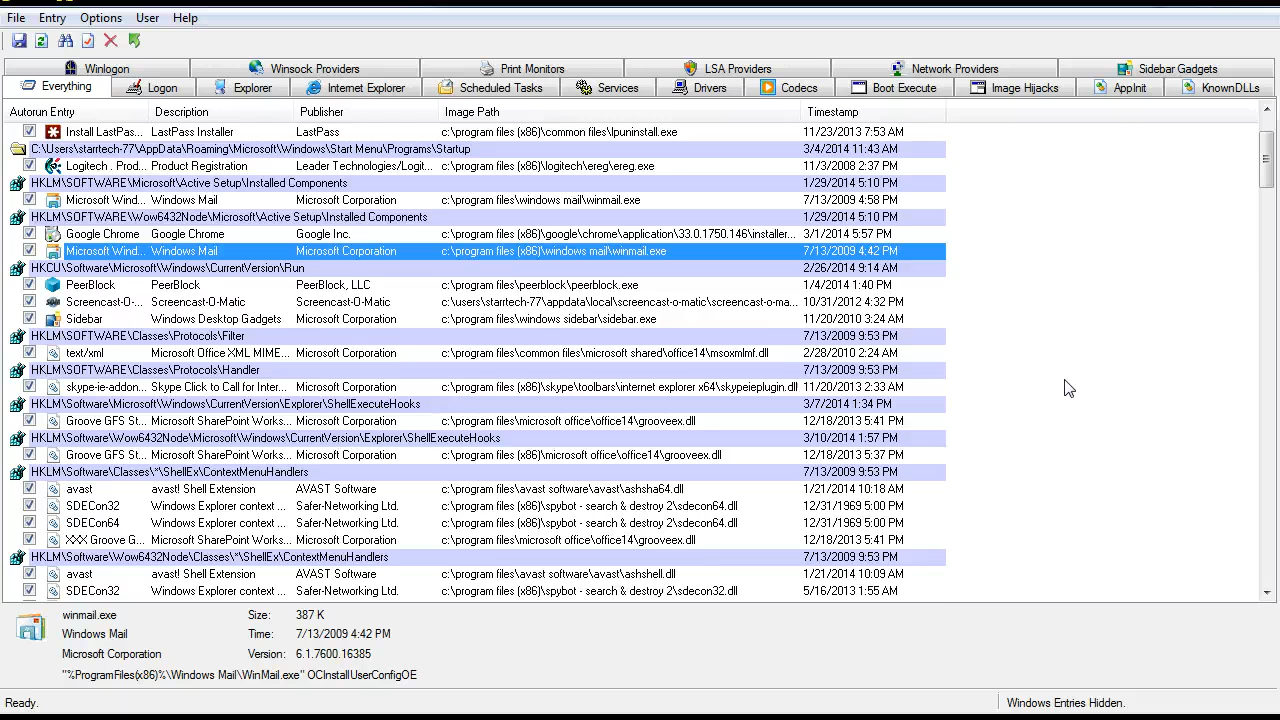 File Entry Options User Help
Winlogon Winsock Providers Print Monitors LSA Providers Network Providers Sidebar Gadgets
Everything Logon Explorer Internet Explorer Scheduled Tasks Services Drivers Codecs Boot Execute Image Hijacks AppInit KnownDLLs
Autorun Entry Description Publisher Image Path Timestamp
Install LastPas... LastPass Installer LastPass c:\program files (x86)\common files\lpuninstall.exe 11/23/2013 7:53 AM
C:\Users\starrtech-77\AppData\Roaming\Microsoft\Windows\Start Menu\Programs\Startup 3/4/2014 11:43 AM
Logitech . Prod... Product Registration Leader Technologies/Logit... c:\program files (x86)\logitech\ereg\ereg.exe 11/3/2008 2:37 PM
HKLM\SOFTWARE\Microsoft\Active Setup\Installed Components 1/29/2014 5:10 PM
Microsoft Wind... Windows Mail Microsoft Corporation c:\program files\windows mail\winmail.exe 7/13/2009 4:58 PM
HKLM\SOFTWARE\Wow6432Node\Microsoft\Active Setup\Installed Components 1/29/2014 5:10 PM
Google Chrome Google Chrome Google Inc. c:\program files (x86)\google\chrome\application\33.0.1750.146\installer... 3/1/2014 5:57 PM
Microsoft Wind... Windows Mail Microsoft Corporation c:\program files (x86)\windows mail\winmail.exe 7/13/2009 4:42 PM
HKCU\Software\Microsoft\Windows\CurrentVersion\Run 2/26/2014 9:14 AM
PeerBlock PeerBlock PeerBlock, LLC c:\program files\peerblock\peerblock.exe 1/4/2014 1:40 PM
Screencast-O-... Screencast-O-Matic Screencast-O-Matic c:\users\starrtech-77\appdata\local\screencast-o-matic\screencast-o-ma... 10/31/2012 4:32 PM
Sidebar Windows Desktop Gadgets Microsoft Corporation c:\program files\windows sidebar\sidebar.exe 11/20/2010 3:24 AM
HKLM\SOFTWARE\Classes\Protocols\Filter 7/13/2009 9:53 PM
text/xml Microsoft Office XML MIME... Microsoft Corporation c:\program files\common files\microsoft shared\office14\msoxmlmf.dll 2/28/2010 2:24 AM
HKLM\SOFTWARE\Classes\Protocols\Handler 7/13/2009 9:53 PM
skype-ie-addon... Skype Click to Call for Inter... Microsoft Corporation c:\program files (x86)\skype\toolbars\internet explorer x64\skypeieplugin.dll 11/20/2013 2:33 AM
HKLM\Software\Microsoft\Windows\CurrentVersion\Explorer\ShellExecuteHooks 3/7/2014 1:34 PM
Groove GFS St... Microsoft SharePoint Works... Microsoft Corporation c:\program files\microsoft office\office14\grooveex.dll 12/18/2013 5:41 PM
HKLM\Software\Wow6432Node\Microsoft\Windows\CurrentVersion\Explorer\ShellExecuteHooks 3/10/2014 1:57 PM
Groove GFS St... Microsoft SharePoint Works... Microsoft Corporation c:\program files (x86)\microsoft office\office14\grooveex.dll 12/18/2013 5:37 PM
HKLM\Software\Classes\*\ShellEx\ContextMenuHandlers 7/13/2009 9:53 PM
avast avast! Shell Extension AVAST Software c:\program files\avast software\avast\ashsha64.dll 1/21/2014 10:18 AM
SDECon32 Windows Explorer context ... Safer-Networking Ltd. c:\program files (x86)\spybot - search & destroy 2\sdecon64.dll 12/31/1969 5:00 PM
SDECon64 Windows Explorer context ... Safer-Networking Ltd. c:\program files (x86)\spybot - search & destroy 2\sdecon64.dll 12/31/1969 5:00 PM
XXX Groove G... Microsoft SharePoint Works... Microsoft Corporation c:\program files\microsoft office\office14\grooveex.dll 12/18/2013 5:41 PM
HKLM\Software\Wow6432Node\Classes\*\ShellEx\ContextMenuHandlers 7/13/2009 9:53 PM
avast avast! Shell Extension AVAST Software c:\program files\avast software\avast\ashshell.dll 1/21/2014 10:09 AM
SDECon32 Windows Explorer context ... Safer-Networking Ltd. c:\program files (x86)\spybot - search & destroy 2\sdecon32.dll 5/16/2013 1:55 AM
winmail.exe Size: 387 K
Windows Mail Time: 7/13/2009 4:42 PM
Microsoft Corporation Version: 6.1.7600.16385
"%ProgramFiles(x86)%\Windows Mail\WinMail.exe" OCInstallUserConfigOE
Ready. Windows Entries Hidden.